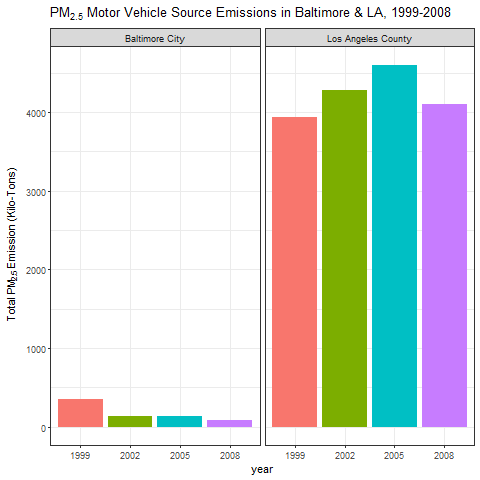 PM2.5 Motor Vehicle Source Emissions in Baltimore & LA, 1999-2008
Baltimore City
Los Angeles County
Total PM2.5 Emission (Kilo-Tons)
4000
3000
2000
1000
0
1999 2002 2005 2008
1999 2002 2005 2008
year